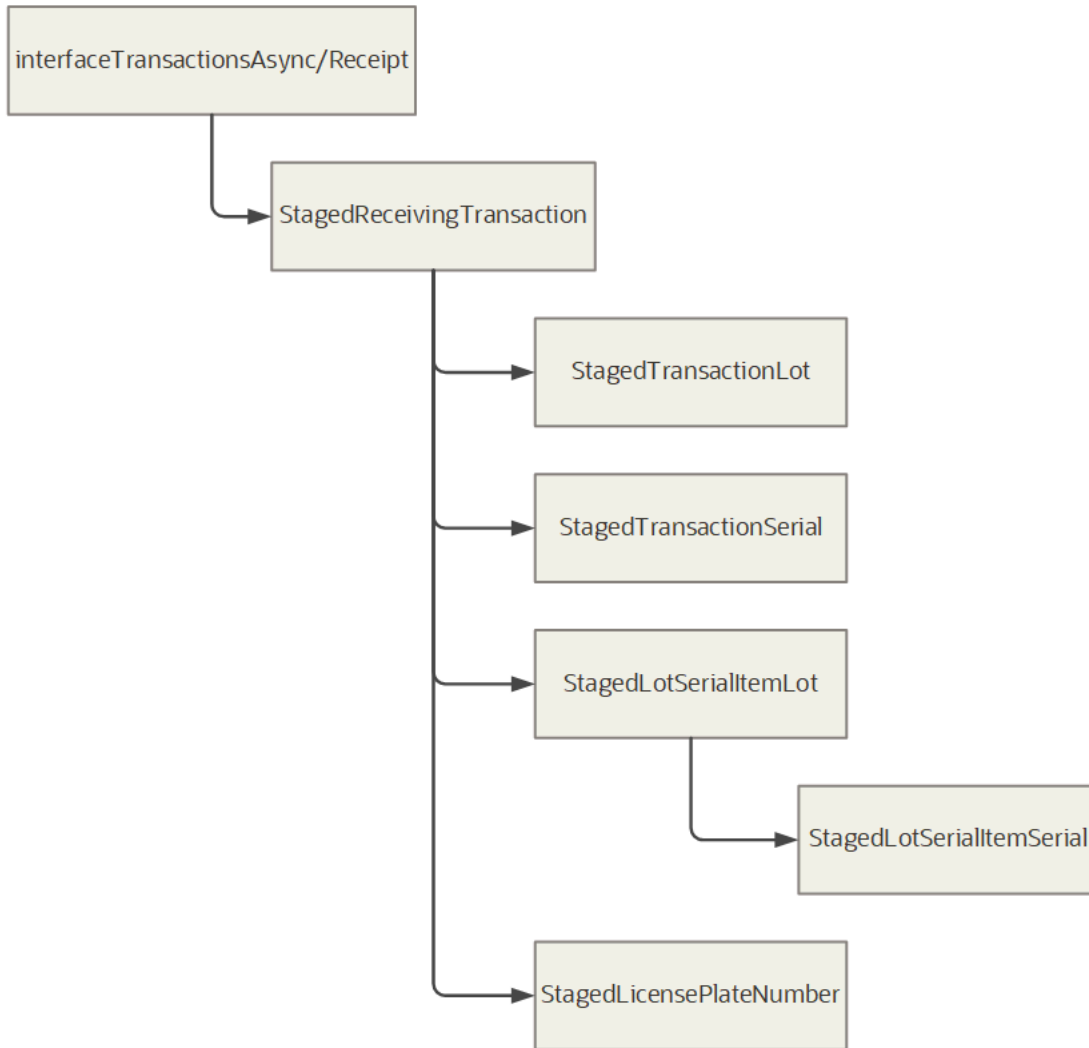 interfaceTransactionsAsync/Receipt
StagedReceivingTransaction
StagedTransactionLot
StagedTransactionSerial
StagedLotSerialItemLot
StagedLotSerialItemSerial
StagedLicensePlateNumber